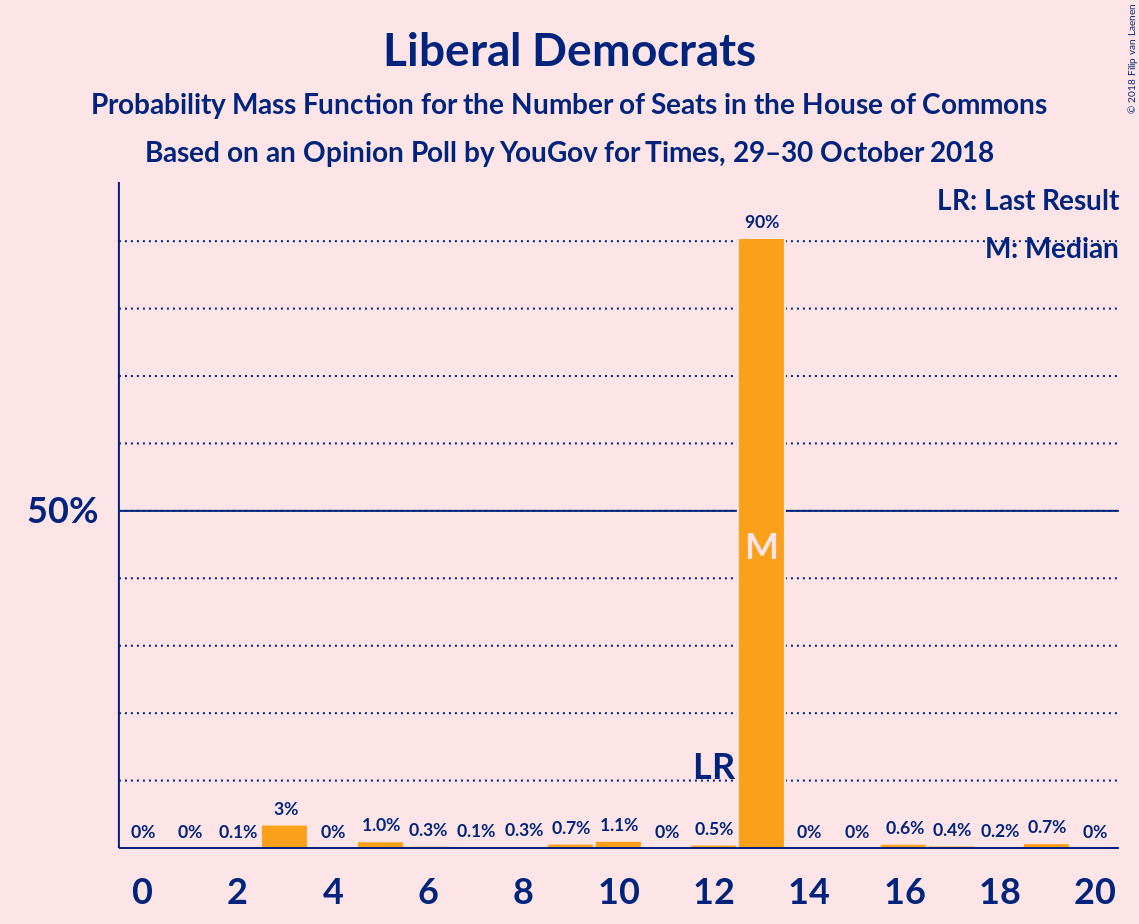 Liberal Democrats
Probability Mass Function for the Number of Seats in the House of Commons
Based on an Opinion Poll by YouGov for Times, 29–30 October 2018
© 2018 Filip van Laenen
LR: Last Result
M: Median
90%
50%
M
LR
0% 0% 0.1% 3% 0% 1.0% 0.3% 0.1% 0.3% 0.7% 1.1% 0% 0.5% 0% 0% 0.6% 0.4% 0.2% 0.7% 0%
0 2 4 6 8 10 12 14 16 18 20